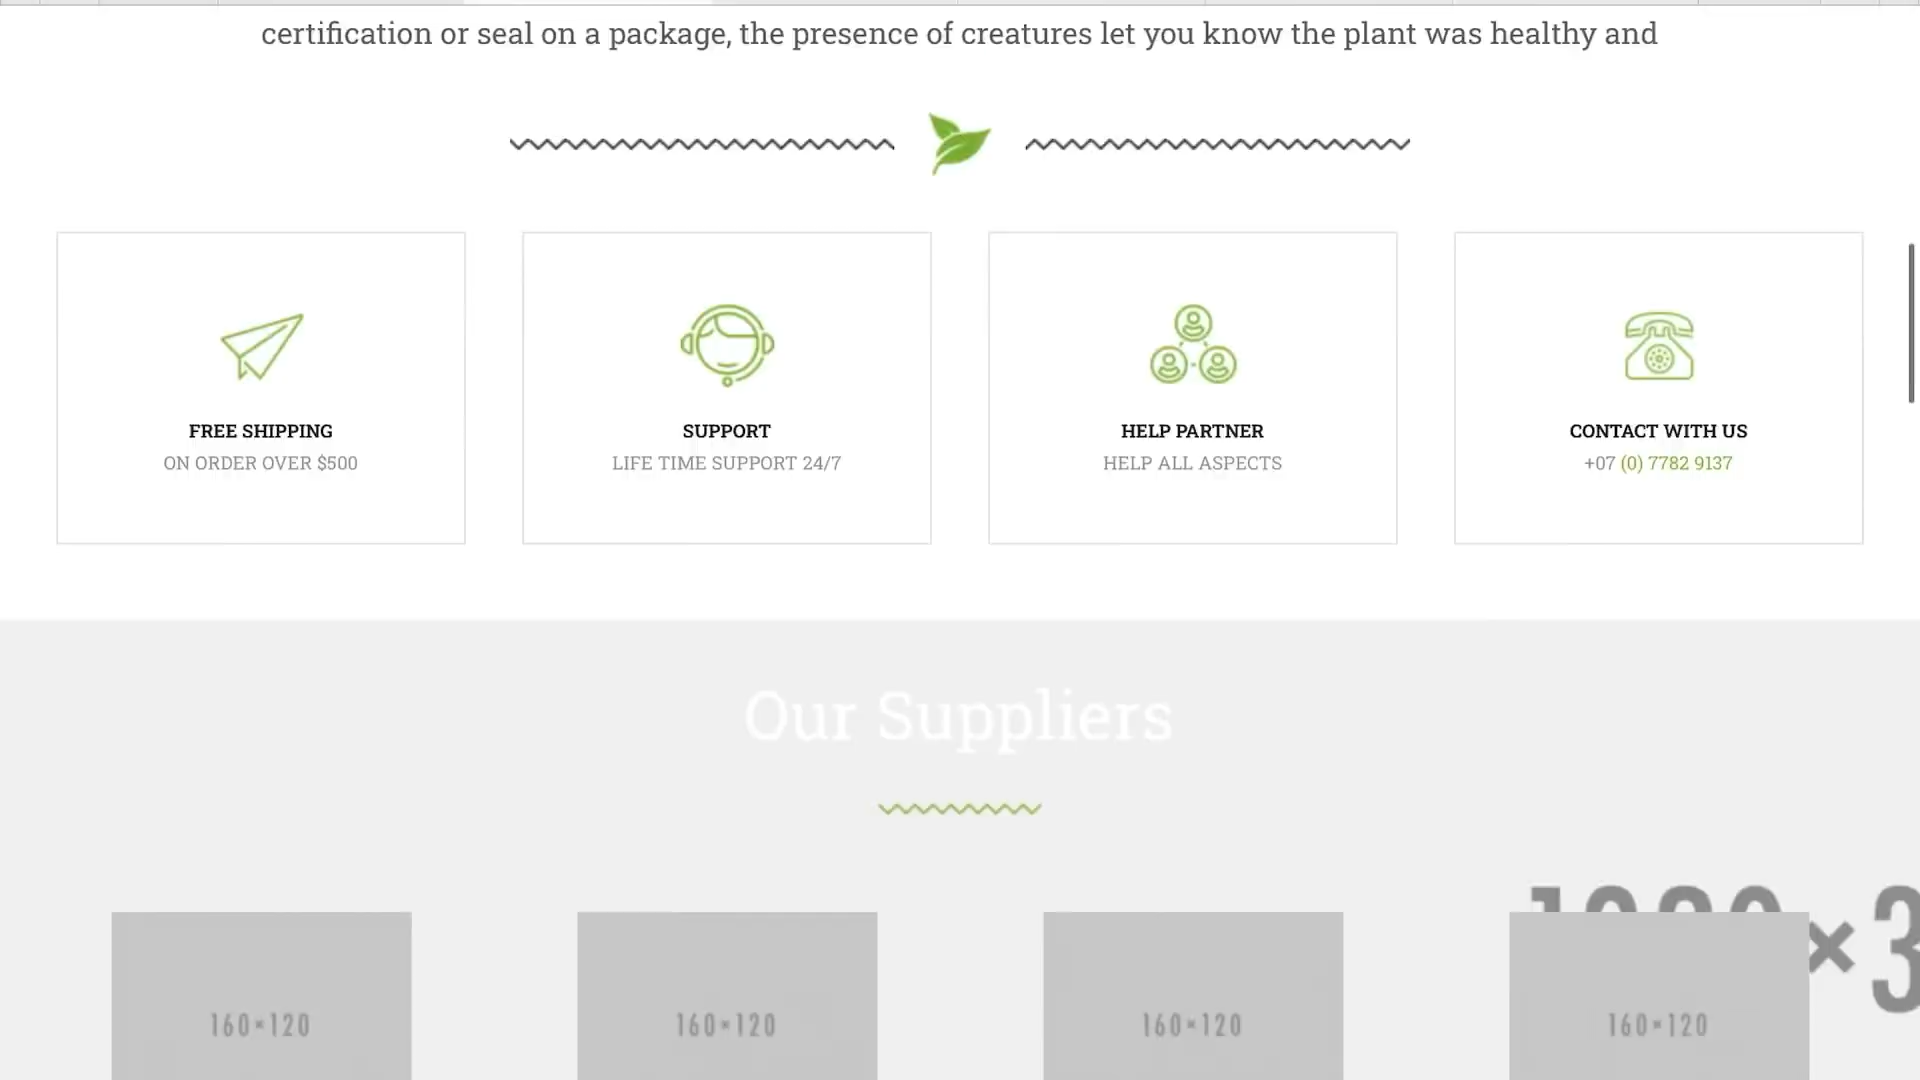 certification or seal on a package, the presence of creatures let you know the plant was healthy and
FREE SHIPPING
ON ORDER OVER $500
SUPPORT
LIFE TIME SUPPORT 24/7
HELP PARTNER
HELP ALL ASPECTS
CONTACT WITH US
+07 (0) 7782 9137
Our Suppliers
160×120
160×120
160×120
160×120